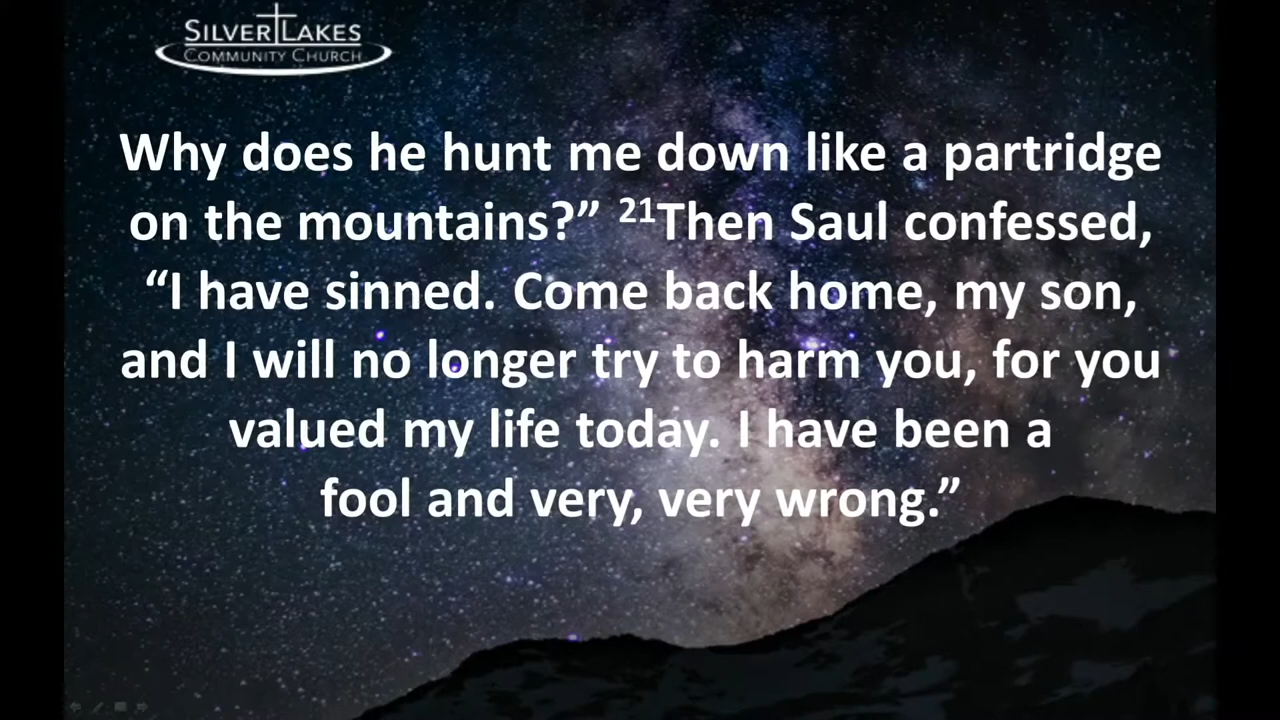 SILVER LAKES
COMMUNITY CHURCH
Why does he hunt me down like a partridge
on the mountains?” ²¹Then Saul confessed,
“I have sinned. Come back home, my son,
and I will no longer try to harm you, for you
valued my life today. I have been a
fool and very, very wrong.”